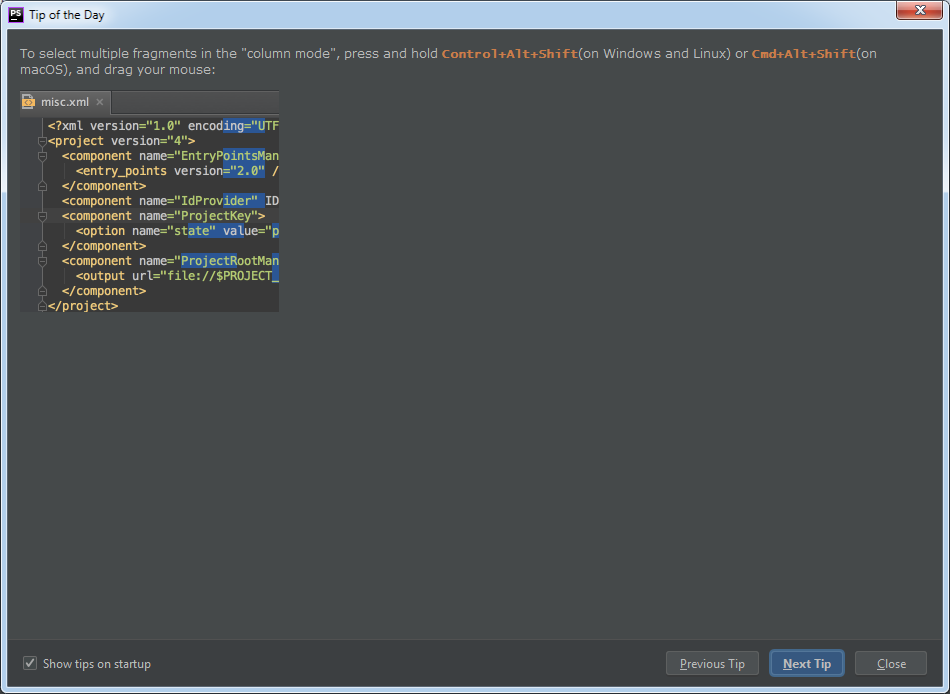 PS Tip of the Day
To select multiple fragments in the "column mode", press and hold Control+Alt+Shift(on Windows and Linux) or Cmd+Alt+Shift(on
macOS), and drag your mouse:
misc.xml
<?xml version="1.0" encoding="UTF
<project version="4">
<component name="EntryPointsMan
<entry_points version="2.0" /
</component>
<component name="IdProvider" ID
<component name="ProjectKey">
<option name="state" value="p
</component>
<component name="ProjectRootMan
<output url="file://$PROJECT_
</component>
</project>
Show tips on startup
Previous Tip
Next Tip
Close